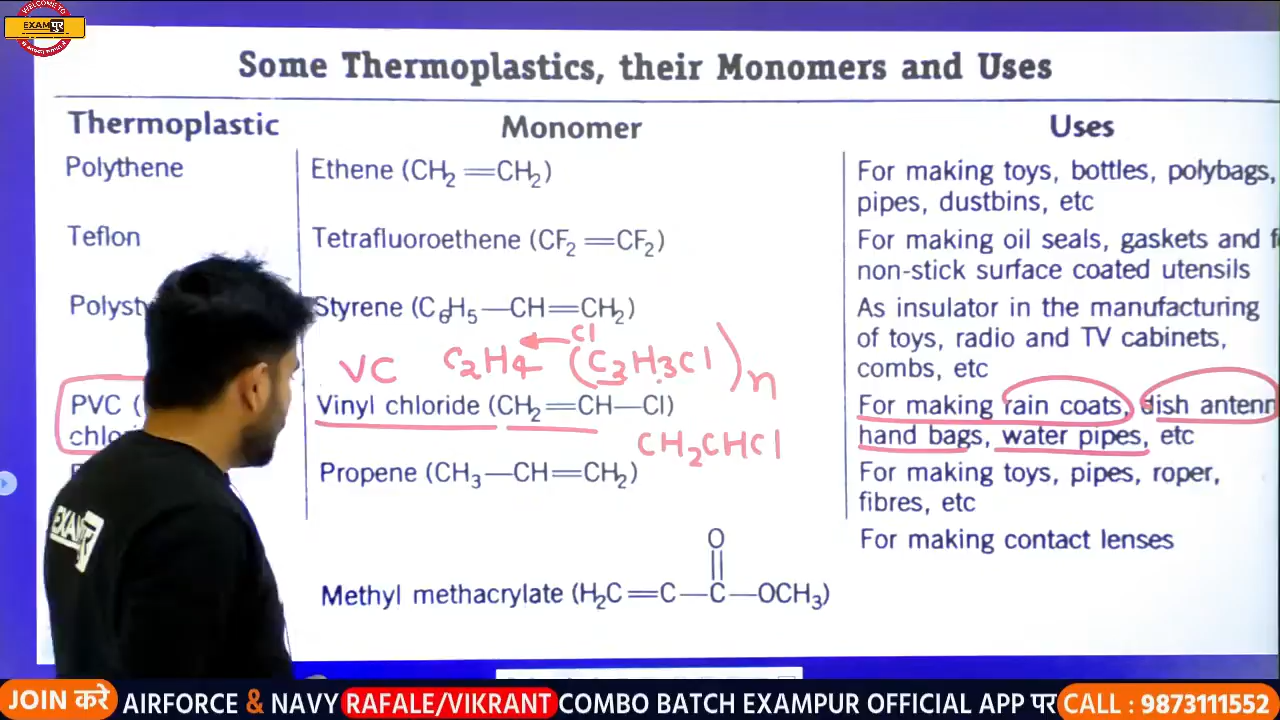 WELCOME TO
EXAMपुर
Some Thermoplastics, their Monomers and Uses
Thermoplastic Monomer Uses
Polythene Ethene (CH2=CH2) For making toys, bottles, polybags,
pipes, dustbins, etc
Teflon Tetrafluoroethene (CF2=CF2) For making oil seals, gaskets and f
non-stick surface coated utensils
Polyst Styrene (C6H5—CH=CH2) As insulator in the manufacturing
of toys, radio and TV cabinets,
combs, etc
Cl
VC C2H4 (C2H3Cl)n
PVC ( Vinyl chloride (CH2=CH—Cl) For making rain coats, dish antenn
chlo hand bags, water pipes, etc
CH2CHCl
Propene (CH3—CH=CH2) For making toys, pipes, roper,
fibres, etc
For making contact lenses
O
Methyl methacrylate (H2C=C—C—OCH3)
EXAM
JOIN करे AIRFORCE & NAVY RAFALE/VIKRANT COMBO BATCH EXAMPUR OFFICIAL APP पर CALL : 9873111552